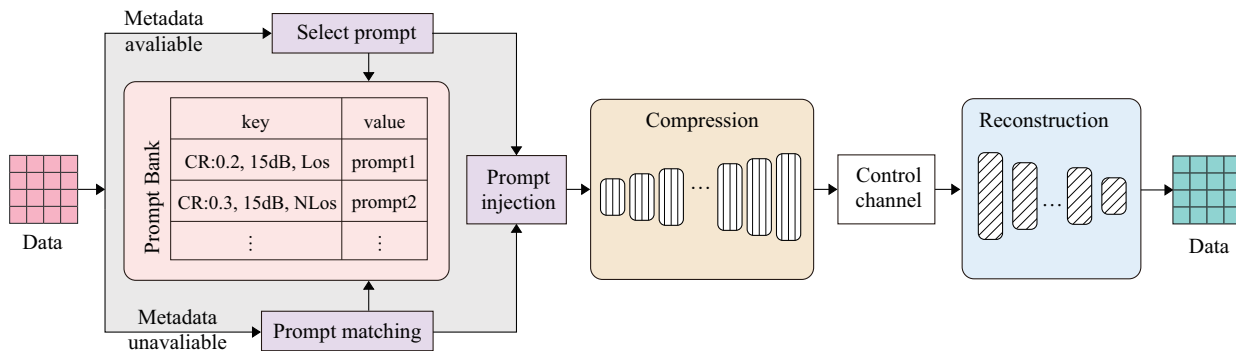 Metadata
avaliable
Select prompt
Data
Prompt Bank
key value
CR:0.2, 15dB, Los prompt1
CR:0.3, 15dB, NLos prompt2
⋮ ⋮
Metadata
unavaliable
Prompt matching
Prompt
injection
Compression
...
Control
channel
Reconstruction
...
Data